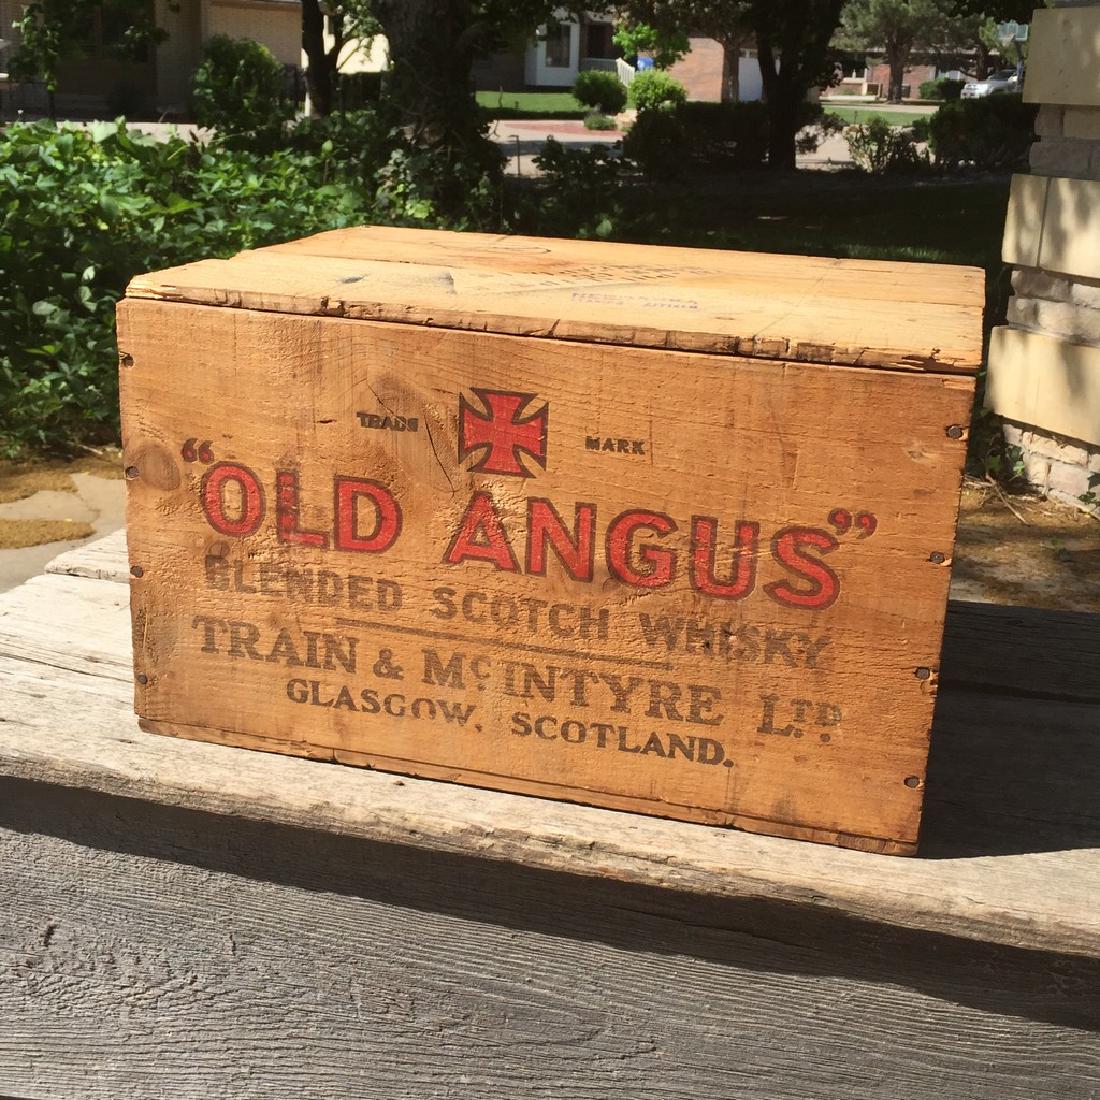 TRADE MARK
“OLD ANGUS”
BLENDED SCOTCH WHISKY
TRAIN & McINTYRE LTD.
GLASGOW, SCOTLAND.